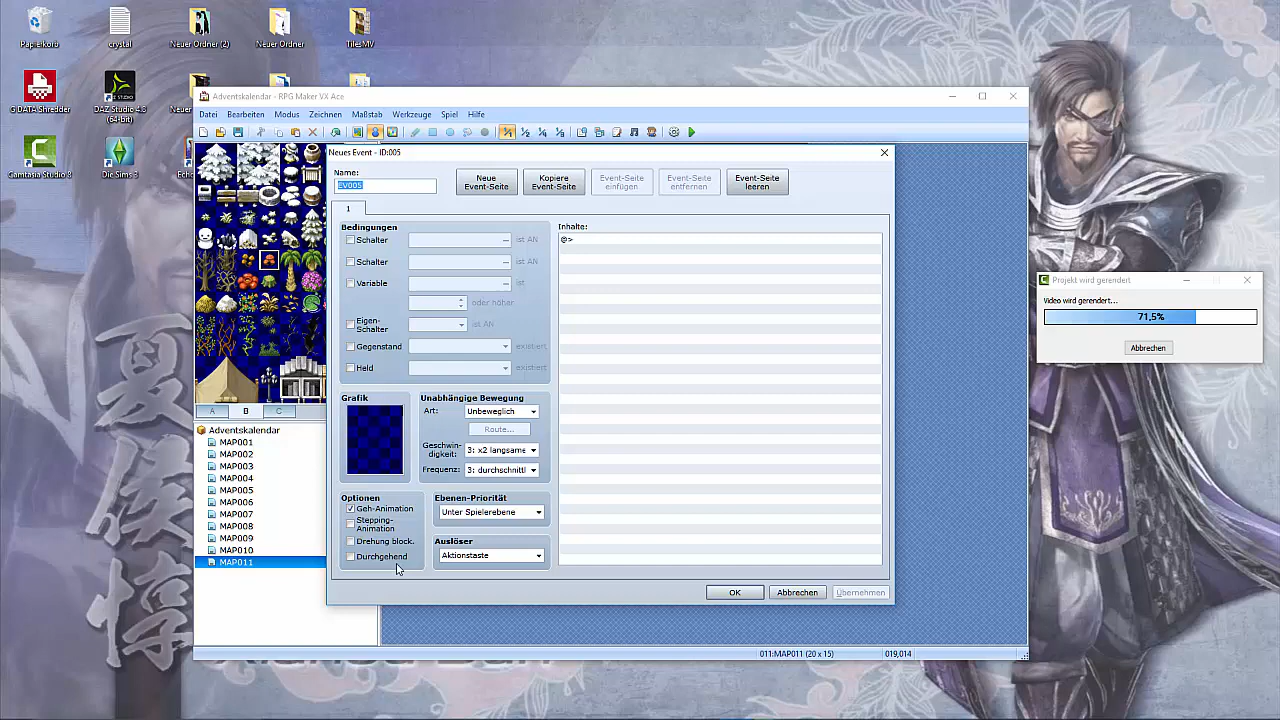 Papierkorb
crystal
Neuer Ordner (2)
Neuer Ordner
Tile-MV
G DATA Shredder
DAZ Studio 4.8
(64-bit)
Camtasia Studio 8
Die Sims 3
Adventskalendar - RPG Maker VX Ace
Datei Bearbeiten Modus Zeichnen Maßstab Werkzeuge Spiel Hilfe
Neues Event - ID:005
Name:
EV005
Neue
Event-Seite
Kopiere
Event-Seite
Event-Seite
einfügen
Event-Seite
entfernen
Event-Seite
leeren
1
Bedingungen
Schalter ist AN
Schalter ist AN
Variable ist
oder höher
Eigen-
Schalter ist AN
Gegenstand existiert
Held existiert
Inhalte:
@>
Grafik
Unabhängige Bewegung
Art: Unbeweglich
Route...
Geschwin-
digkeit: 3: x2 langsame
Frequenz: 3: durchschnittl
Optionen
Geh-Animation
Stepping-
Animation
Drehung block.
Durchgehend
Ebenen-Priorität
Unter Spielerebene
Auslöser
Aktionstaste
OK Abbrechen Übernehmen
A B C
Adventskalendar
MAP001
MAP002
MAP003
MAP004
MAP005
MAP006
MAP007
MAP008
MAP009
MAP010
MAP011
011:MAP011 (20 x 15) 019,014
Projekt wird gerendert
Video wird gerendert...
71,5%
Abbrechen
夏
侯
惇